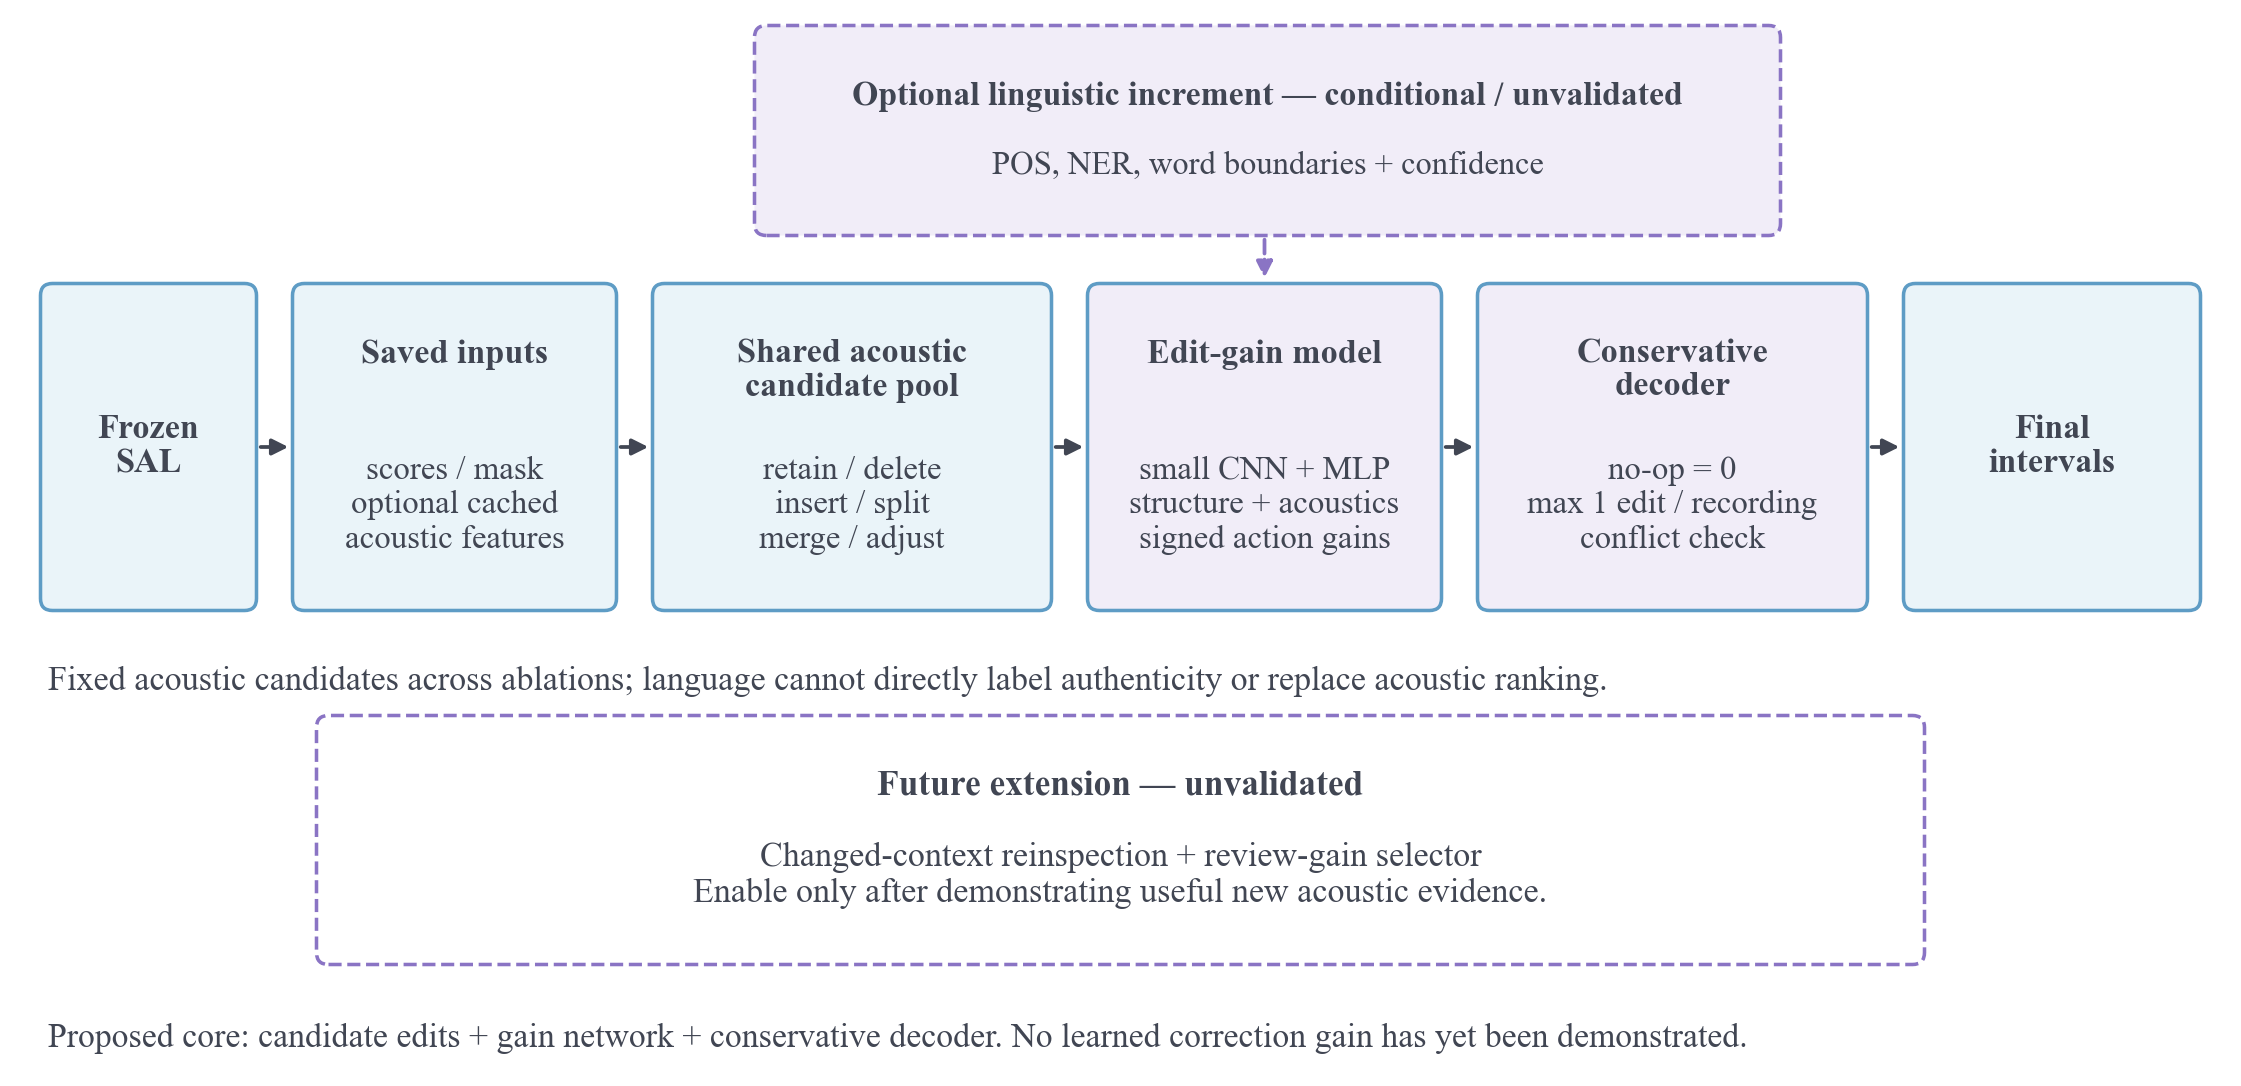 Optional linguistic increment — conditional / unvalidated
POS, NER, word boundaries + confidence
Frozen
SAL
Saved inputs
scores / mask
optional cached
acoustic features
Shared acoustic
candidate pool
retain / delete
insert / split
merge / adjust
Edit-gain model
small CNN + MLP
structure + acoustics
signed action gains
Conservative
decoder
no-op = 0
max 1 edit / recording
conflict check
Final
intervals
Fixed acoustic candidates across ablations; language cannot directly label authenticity or replace acoustic ranking.
Future extension — unvalidated
Changed-context reinspection + review-gain selector
Enable only after demonstrating useful new acoustic evidence.
Proposed core: candidate edits + gain network + conservative decoder. No learned correction gain has yet been demonstrated.